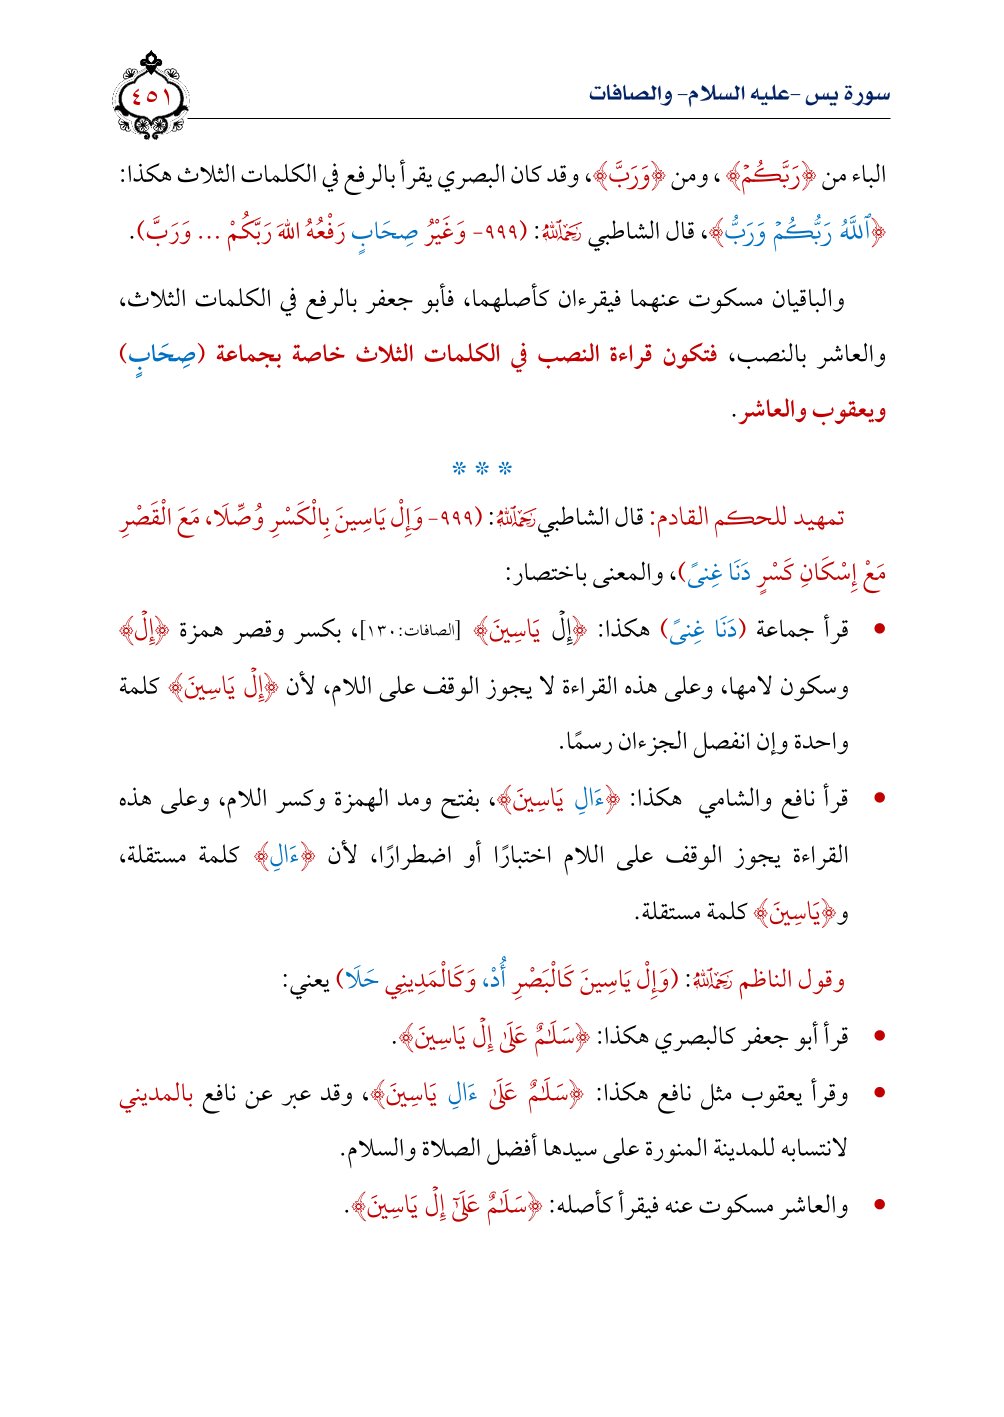 سورة يس -عليه السلام- والصافات
٤٥١
الباء من ﴿رَبَّكُمۡ﴾ ، ومن ﴿وَرَبَّ﴾، وقد كان البصري يقرأ بالرفع في الكلمات الثلاث هكذا:
﴿ٱللَّهُ رَبُّكُمۡ وَرَبُّ﴾، قال الشاطبي رَحِمَهُ ٱللَّهُ: (٩٩٩- وَغَيْرُ صِحَابٍ رَفْعُهُ اللهَ رَبَّكُمْ ... وَرَبَّ).
والباقيان مسكوت عنهما فيقرءان كأصلهما، فأبو جعفر بالرفع في الكلمات الثلاث،
والعاشر بالنصب، فتكون قراءة النصب في الكلمات الثلاث خاصة بجماعة (صِحَابٍ)
ويعقوب والعاشر.
* * *
تمهيد للحكم القادم: قال الشاطبي رَحِمَهُ ٱللَّهُ: (٩٩٩- وَإِلْ يَاسِينَ بِالْكَسْرِ وُصِّلَا، مَعَ الْقَصْرِ
مَعْ إِسْكَانِ كَسْرٍ دَنَا غِنىً)، والمعنى باختصار:
• قرأ جماعة (دَنَا غِنىً) هكذا: ﴿إِلۡ يَاسِينَ﴾ [الصافات:١٣٠]، بكسر وقصر همزة ﴿إِلۡ﴾
وسكون لامها، وعلى هذه القراءة لا يجوز الوقف على اللام، لأن ﴿إِلۡ يَاسِينَ﴾ كلمة
واحدة وإن انفصل الجزءان رسمًا.
• قرأ نافع والشامي هكذا: ﴿ءَالِ يَاسِينَ﴾، بفتح ومد الهمزة وكسر اللام، وعلى هذه
القراءة يجوز الوقف على اللام اختبارًا أو اضطرارًا، لأن ﴿ءَالِ﴾ كلمة مستقلة،
و﴿يَاسِينَ﴾ كلمة مستقلة.
وقول الناظم رَحِمَهُ ٱللَّهُ: (وَإِلْ يَاسِينَ كَالْبَصْرِ أُدْ، وَكَالْمَدِينِي حَلَا) يعني:
• قرأ أبو جعفر كالبصري هكذا: ﴿سَلَٰمٌ عَلَىٰ إِلۡ يَاسِينَ﴾.
• وقرأ يعقوب مثل نافع هكذا: ﴿سَلَٰمٌ عَلَىٰ ءَالِ يَاسِينَ﴾، وقد عبر عن نافع بالمديني
لانتسابه للمدينة المنورة على سيدها أفضل الصلاة والسلام.
• والعاشر مسكوت عنه فيقرأ كأصله: ﴿سَلَٰمٌ عَلَىٰٓ إِلۡ يَاسِينَ﴾.